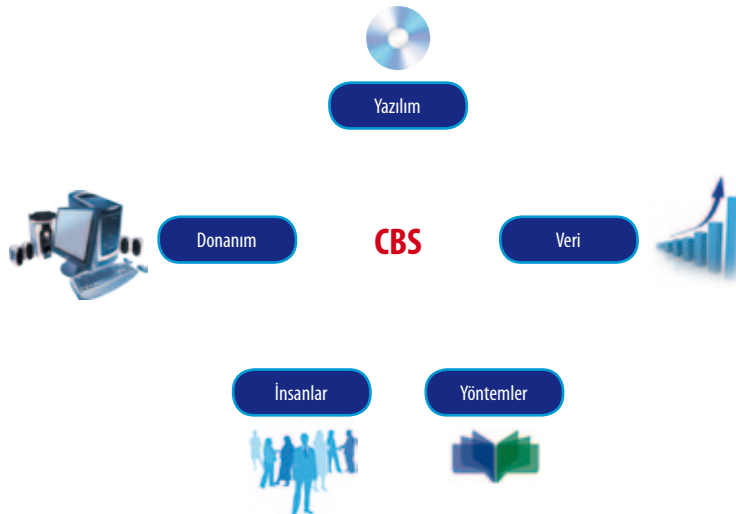 Yazılım
Donanım
CBS
Veri
İnsanlar
Yöntemler